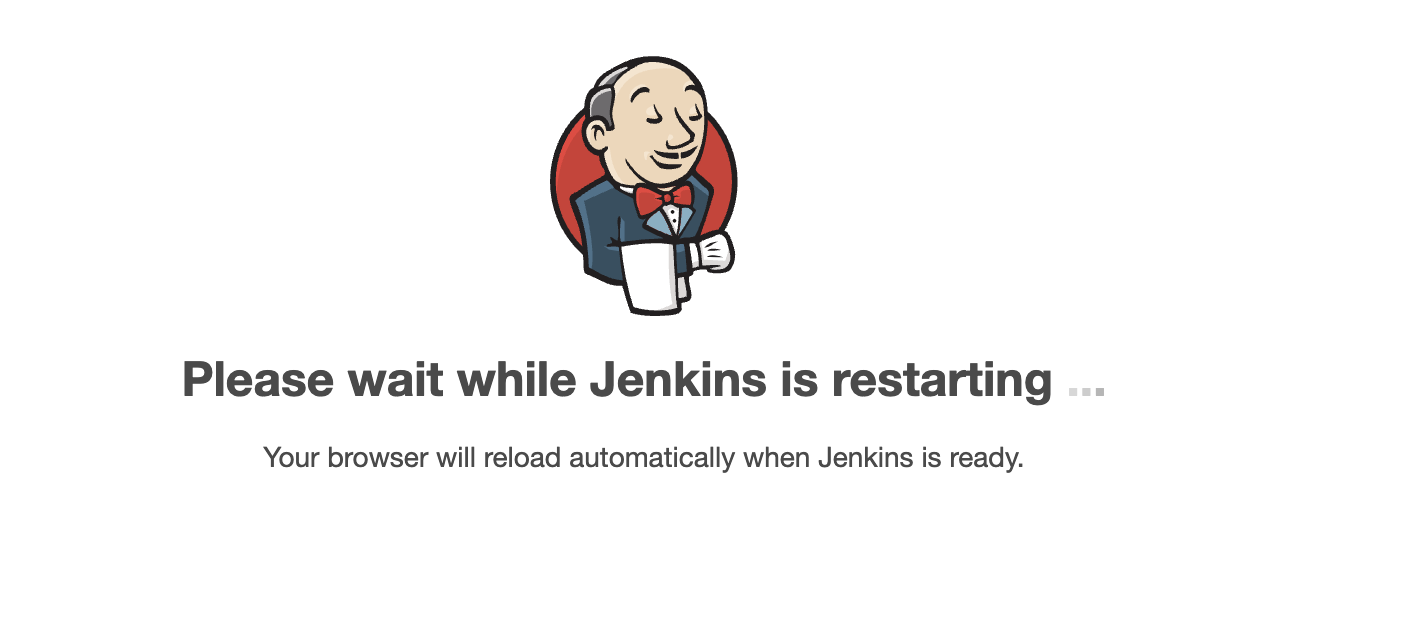 Please wait while Jenkins is restarting ...
Your browser will reload automatically when Jenkins is ready.